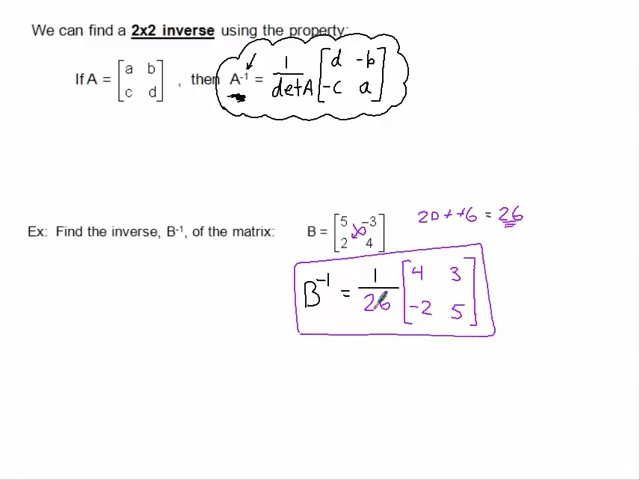 We can find a 2x2 inverse using the property:
If A = [a b; c d] , then A⁻¹ = 1/detA [d -b; -c a]
20 + +6 = 26
Ex: Find the inverse, B⁻¹, of the matrix: B = [5 -3; 2 4]
B⁻¹ = 1/26 [4 3; -2 5]